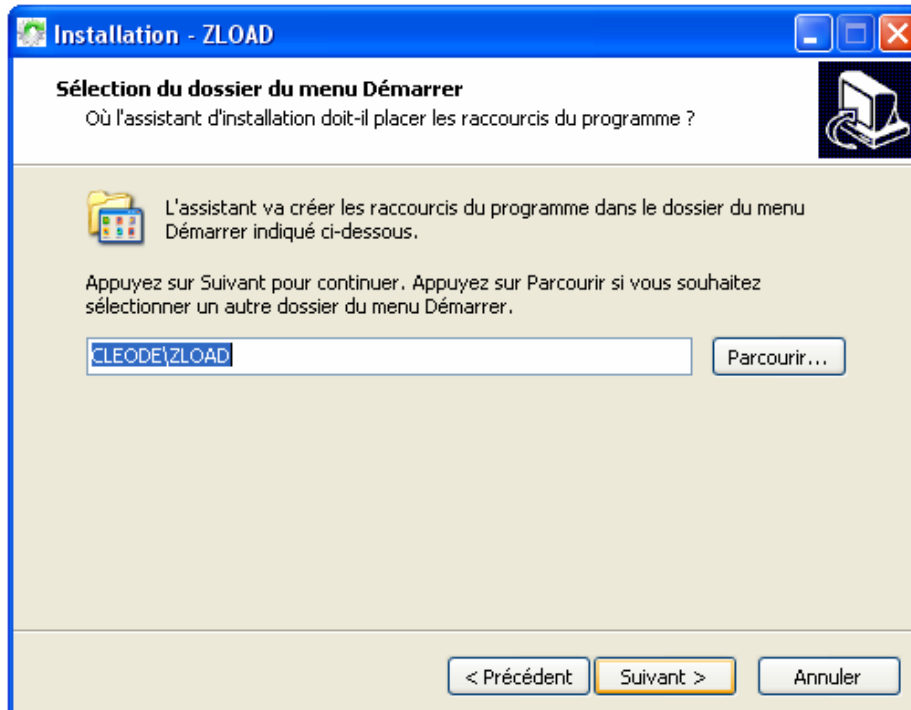 Installation - ZLOAD
Sélection du dossier du menu Démarrer
Où l'assistant d'installation doit-il placer les raccourcis du programme ?
L'assistant va créer les raccourcis du programme dans le dossier du menu
Démarrer indiqué ci-dessous.
Appuyez sur Suivant pour continuer. Appuyez sur Parcourir si vous souhaitez
sélectionner un autre dossier du menu Démarrer.
CLEODE\ZLOAD
Parcourir...
< Précédent
Suivant >
Annuler